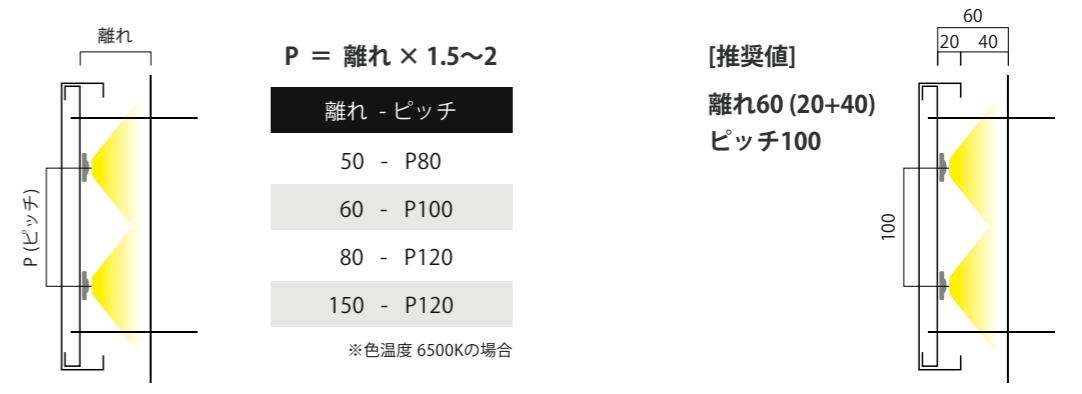 離れ
P (ピッチ)
P ＝ 離れ × 1.5～2
離れ - ピッチ
50 - P80
60 - P100
80 - P120
150 - P120
※色温度 6500Kの場合
[推奨値]
離れ60 (20+40)
ピッチ100
60
20 40
100